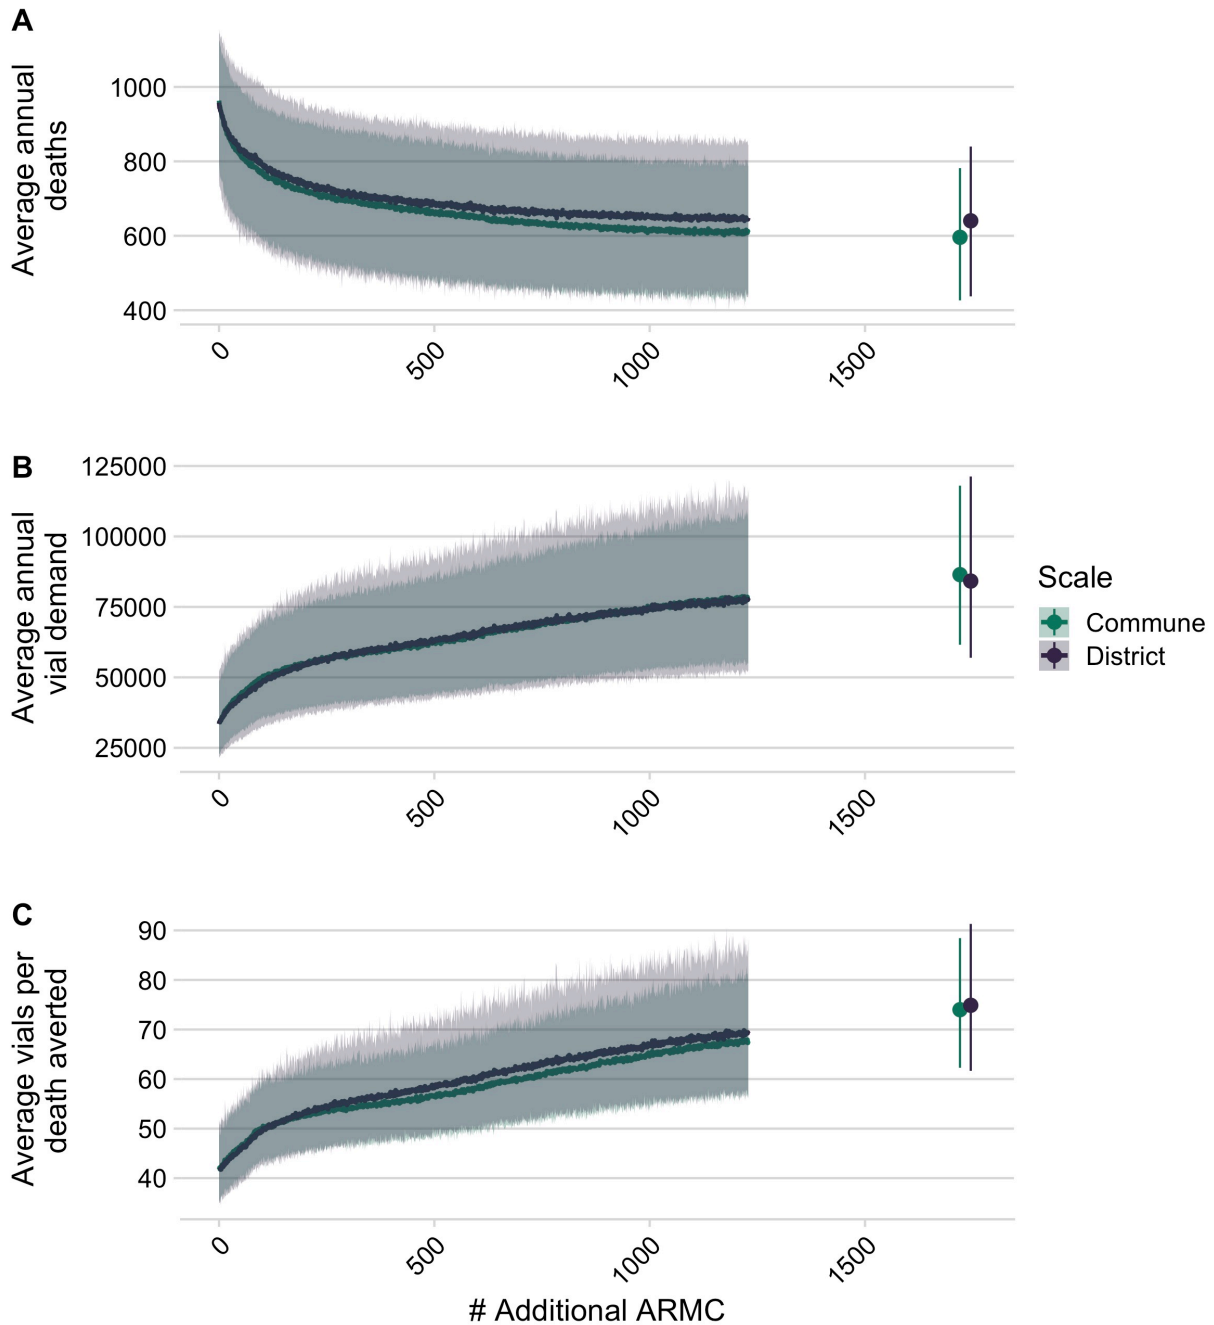 A
Average annual
deaths
1000
800
600
400
0
500
1000
1500
B
Average annual
vial demand
125000
100000
75000
50000
25000
0
500
1000
1500
Scale
Commune
District
C
Average vials per
death averted
90
80
70
60
50
40
0
500
1000
1500
# Additional ARMC